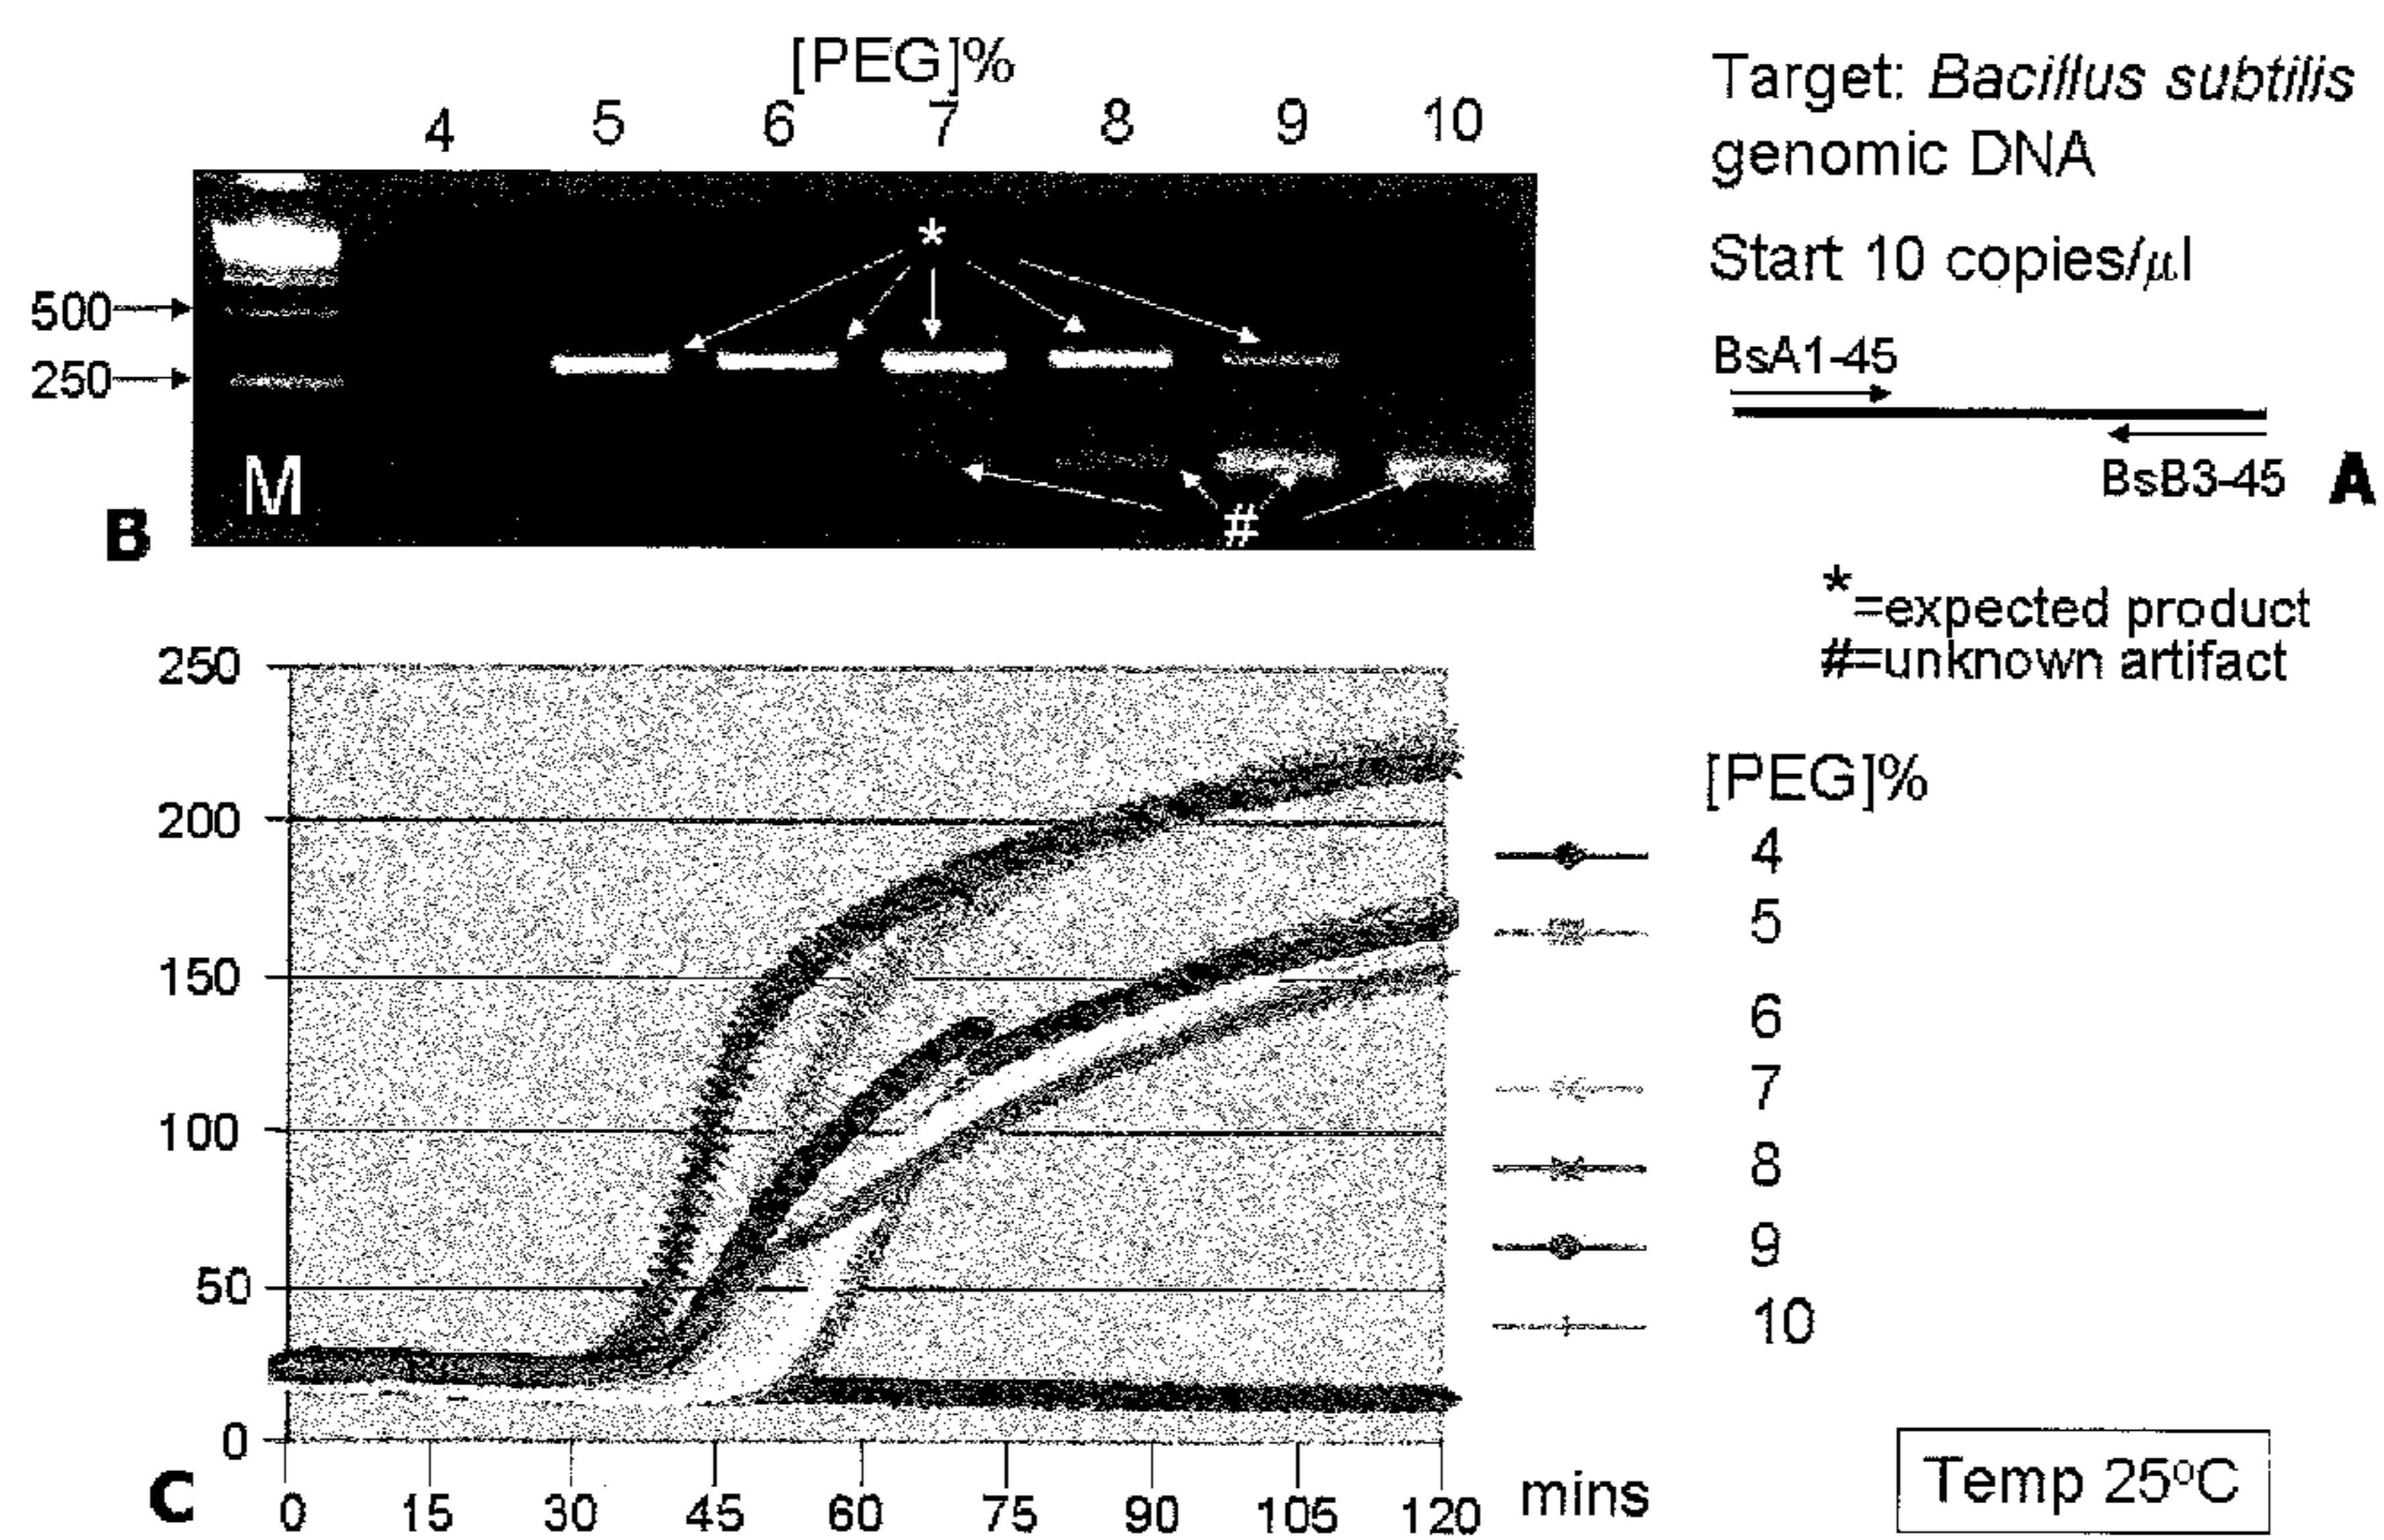 [PEG]%
4 5 6 7 8 9 10
*
500
250
M
#
B
Target: Bacillus subtilis
genomic DNA
Start 10 copies/µl
BsA1-45
BsB3-45
A
*=expected product
#=unknown artifact
250
200
150
100
50
0
0 15 30 45 60 75 90 105 120 mins
C
[PEG]%
4
5
6
7
8
9
10
Temp 25ºC